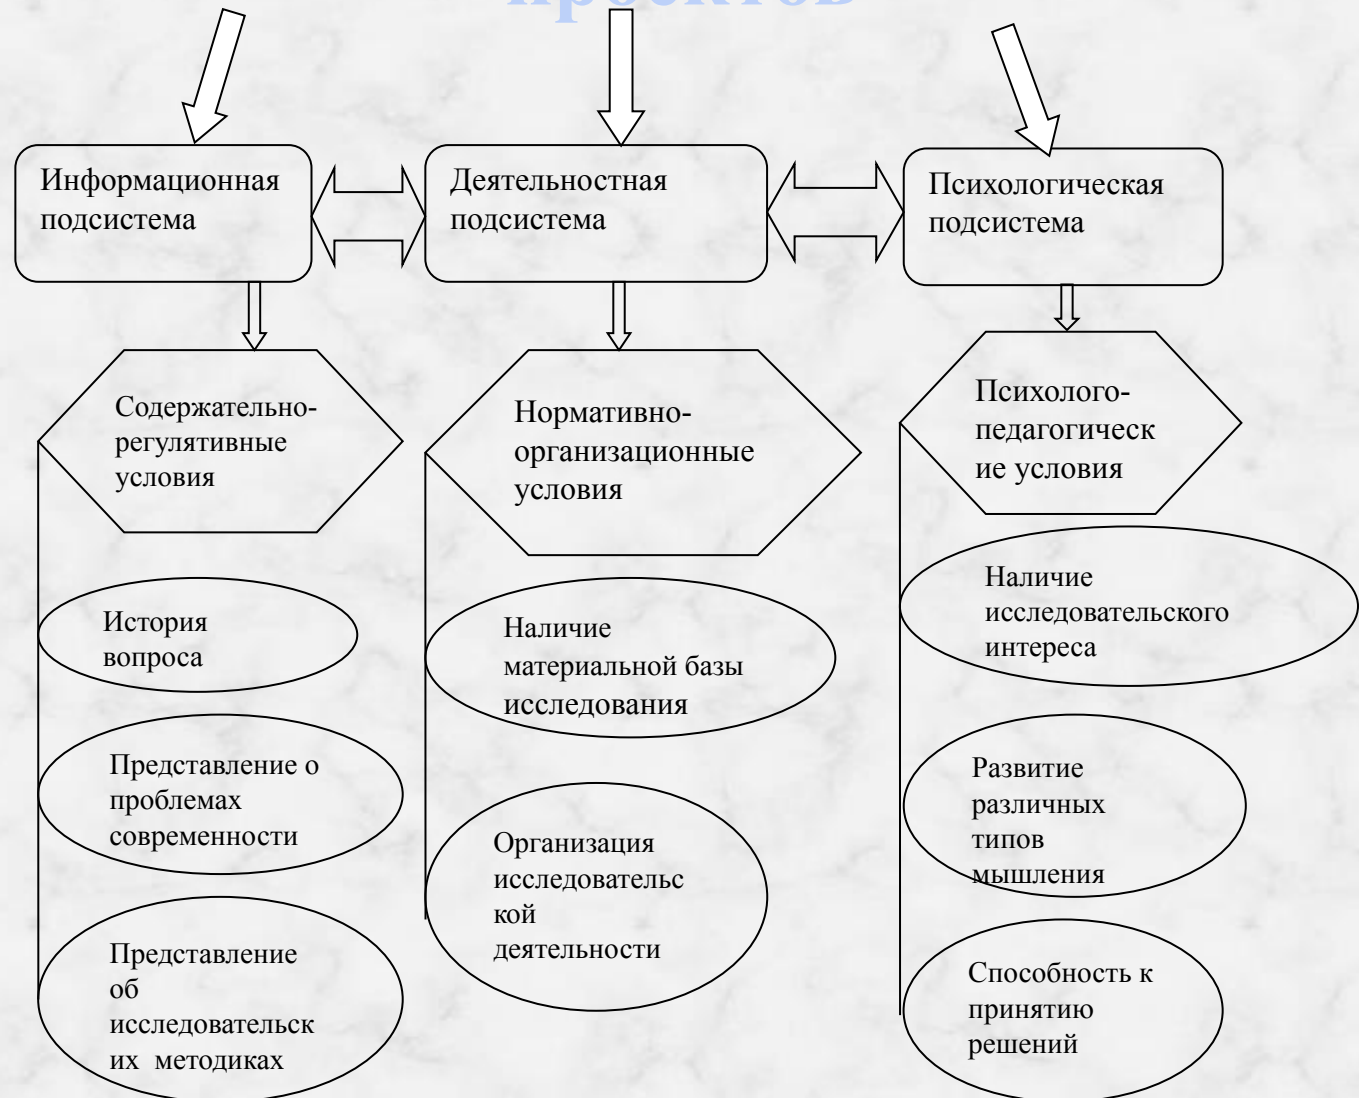 проектов
Информационная
подсистема
Деятельностная
подсистема
Психологическая
подсистема
Содержательно-
регулятивные
условия
Нормативно-
организационные
условия
Психолого-
педагогическ
ие условия
История
вопроса
Представление о
проблемах
современности
Представление
об
исследовательск
их методиках
Наличие
материальной базы
исследования
Организация
исследовательс
кой
деятельности
Наличие
исследовательского
интереса
Развитие
различных
типов
мышления
Способность к
принятию
решений